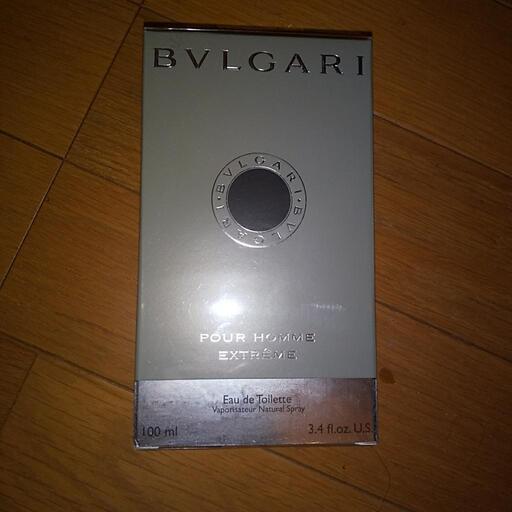 BVLGARI
BVLGARI · BVLGARI ·
POUR HOMME
EXTRÊME
Eau de Toilette
Vaporisateur Natural Spray
100 ml
3.4 fl.oz. U.S.